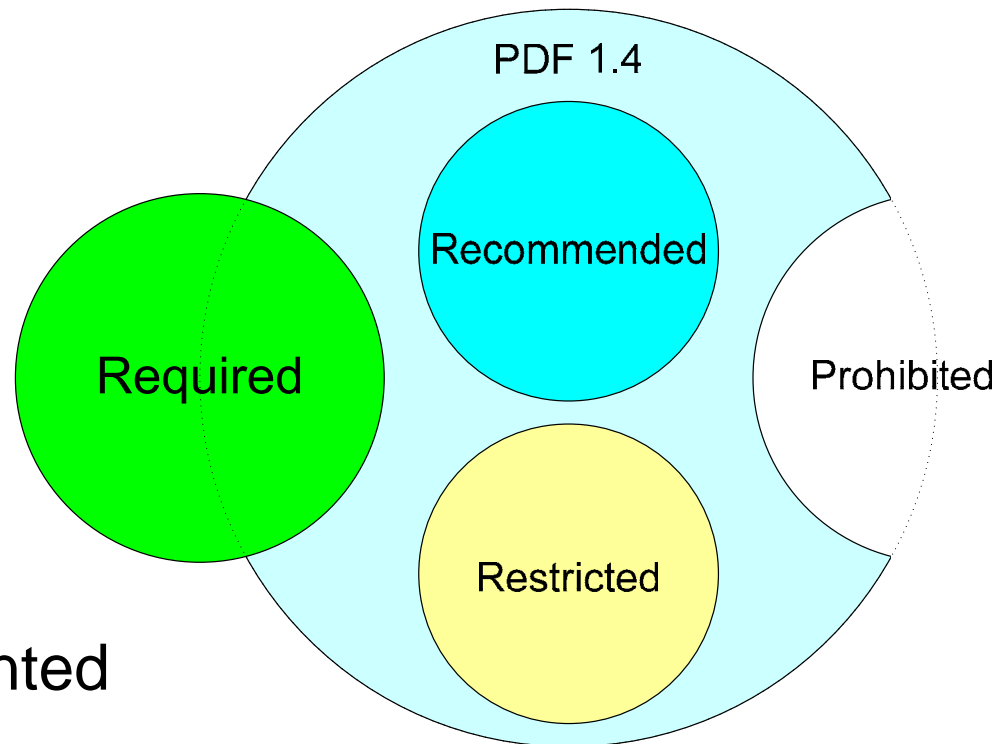 PDF 1.4
Recommended
Required
Prohibited
Restricted
nted